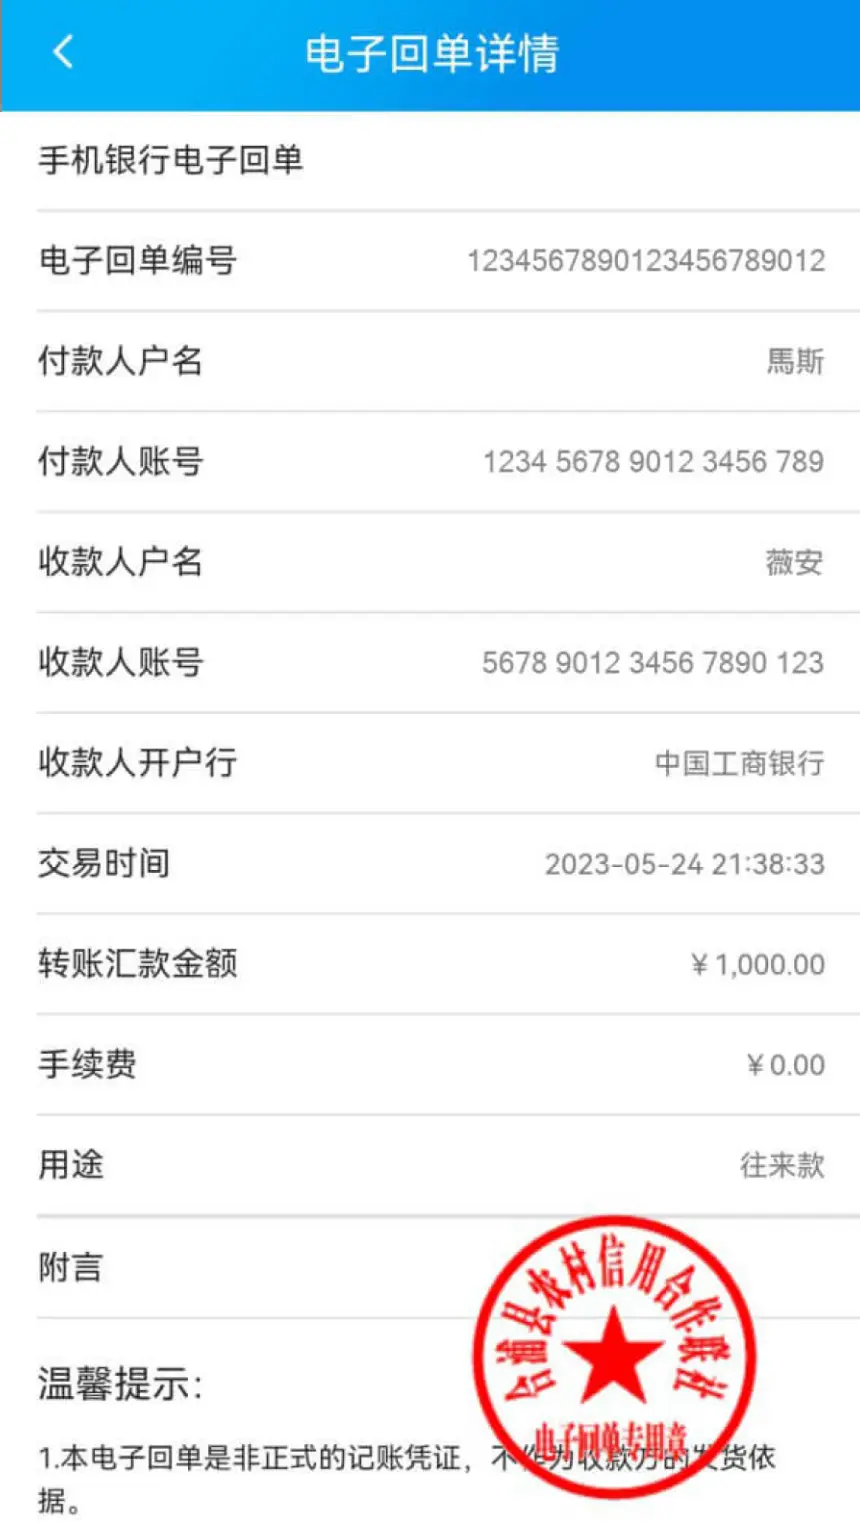 电子回单详情
手机银行电子回单
电子回单编号 1234567890123456789012
付款人户名 馬斯
付款人账号 1234 5678 9012 3456 789
收款人户名 薇安
收款人账号 5678 9012 3456 7890 123
收款人开户行 中国工商银行
交易时间 2023-05-24 21:38:33
转账汇款金额 ¥1,000.00
手续费 ¥0.00
用途 往来款
附言
合浦县农村信用合作联社
电子回单专用章
温馨提示:
1.本电子回单是非正式的记账凭证，不作为收款方的发货依
据。